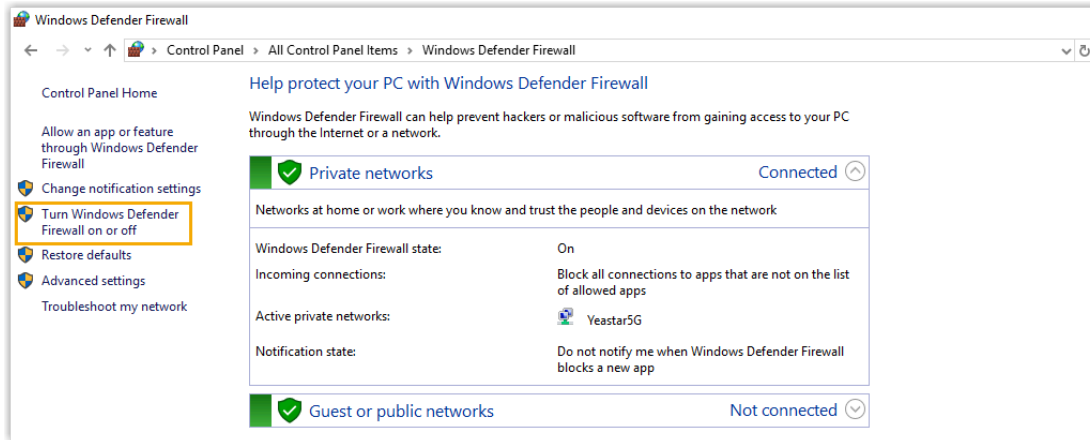 Windows Defender Firewall
Control Panel > All Control Panel Items > Windows Defender Firewall
Control Panel Home
Allow an app or feature
through Windows Defender
Firewall
Change notification settings
Turn Windows Defender
Firewall on or off
Restore defaults
Advanced settings
Troubleshoot my network
Help protect your PC with Windows Defender Firewall
Windows Defender Firewall can help prevent hackers or malicious software from gaining access to your PC
through the Internet or a network.
Private networks Connected
Networks at home or work where you know and trust the people and devices on the network
Windows Defender Firewall state: On
Incoming connections: Block all connections to apps that are not on the list
of allowed apps
Active private networks: Yeastar5G
Notification state: Do not notify me when Windows Defender Firewall
blocks a new app
Guest or public networks Not connected